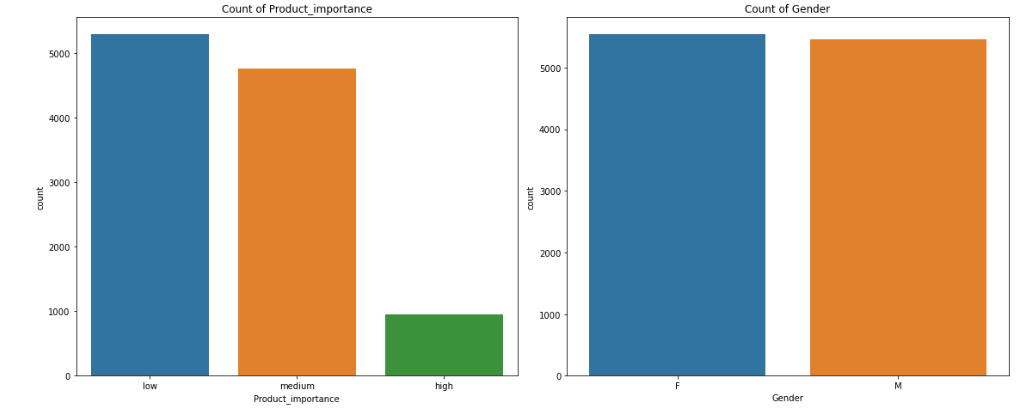 Count of Product_importance
5000
4000
3000
2000
1000
0
count
low medium high
Product_importance
Count of Gender
5000
4000
3000
2000
1000
0
count
F M
Gender